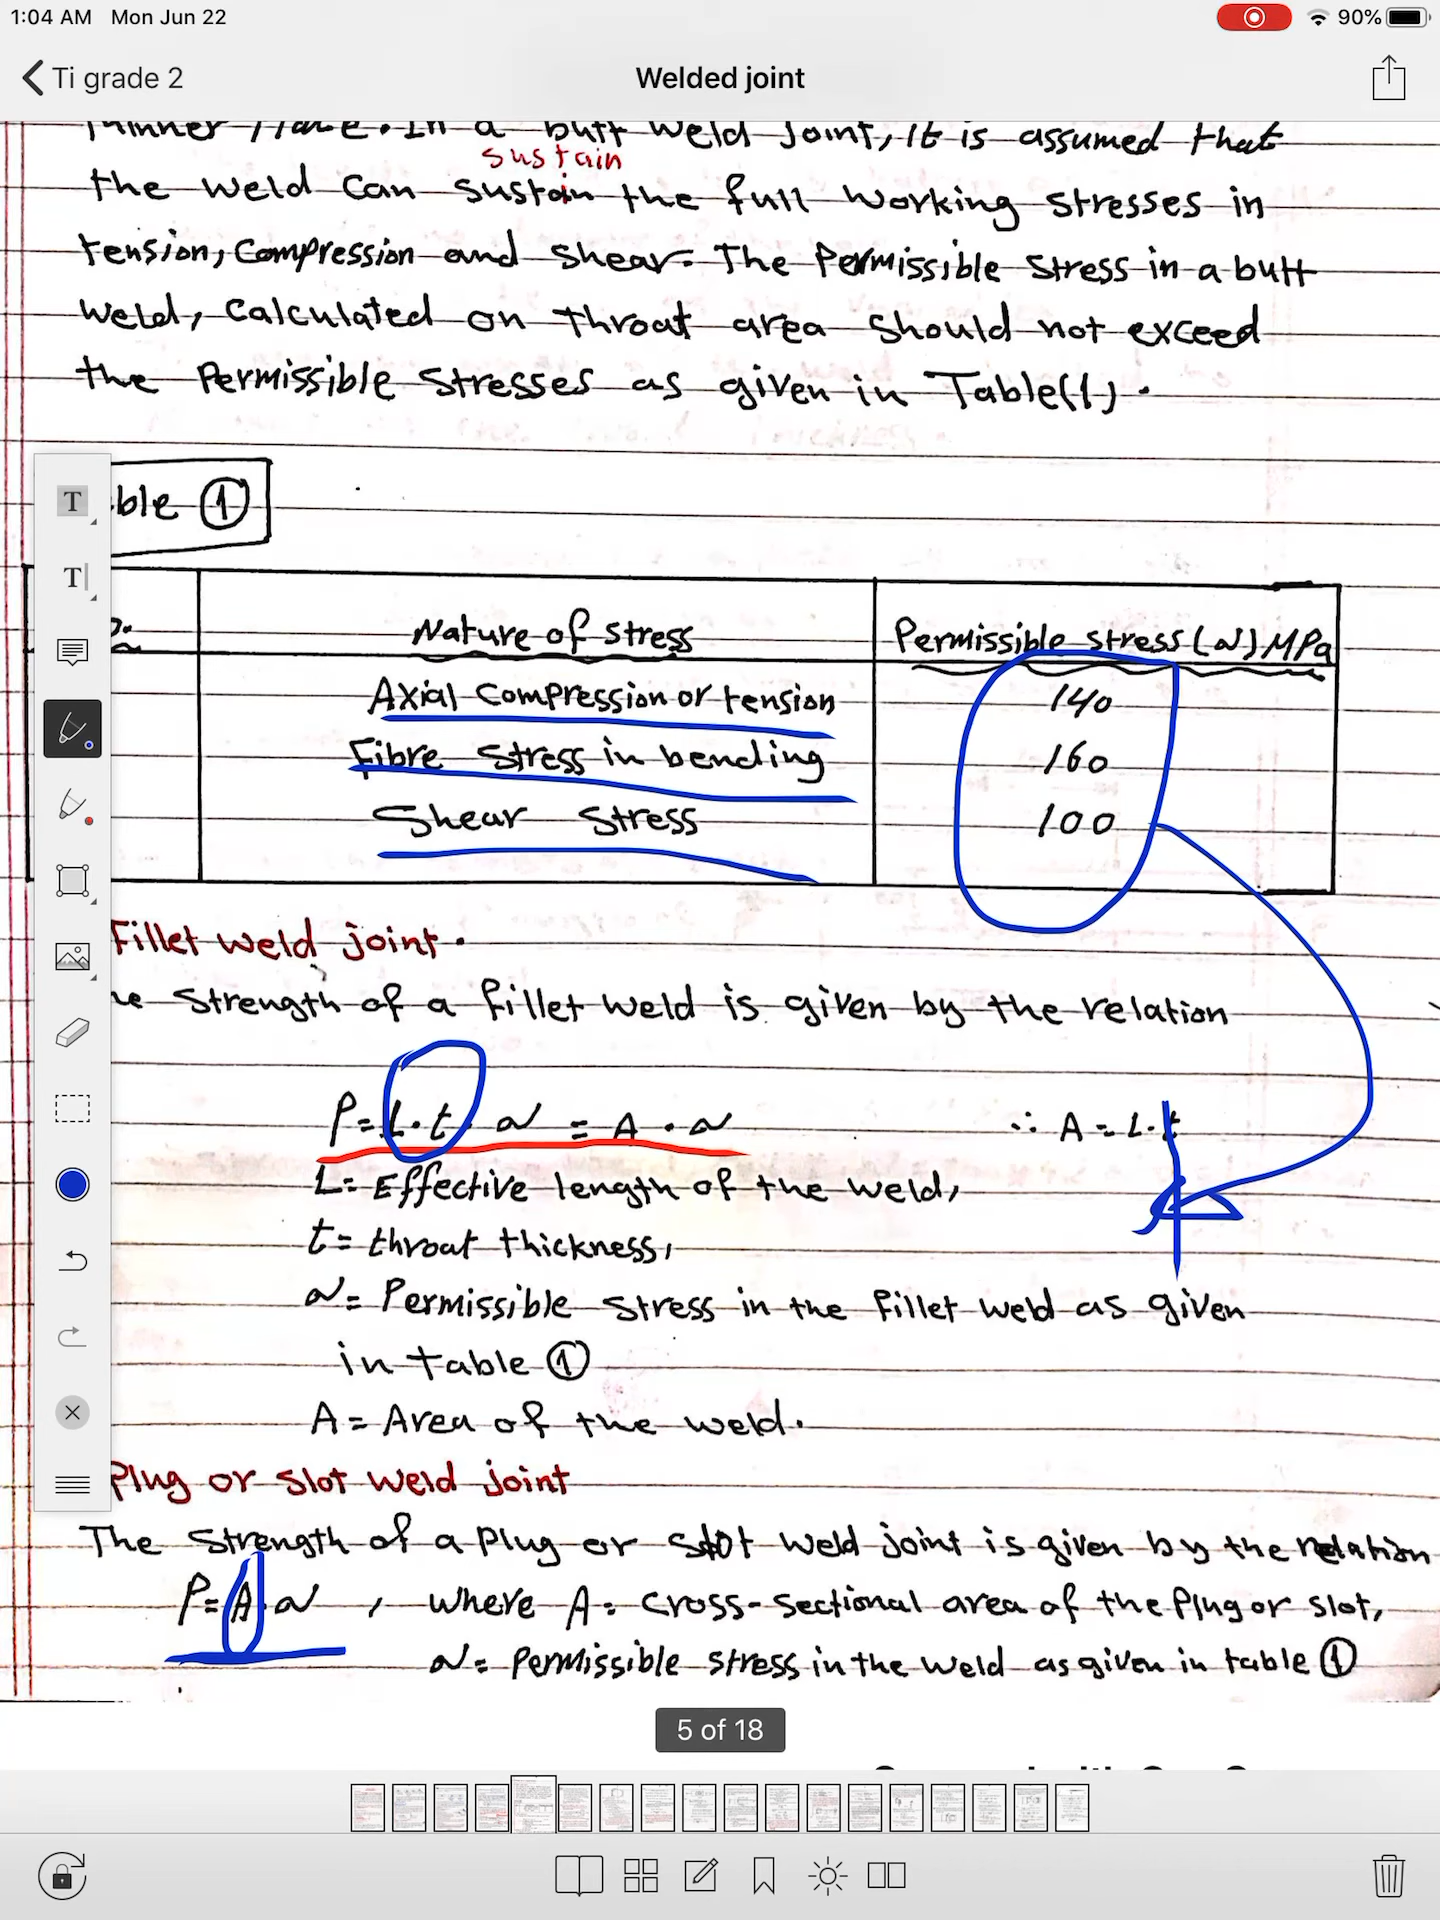 1:04 AM Mon Jun 22
90%
Ti grade 2
Welded joint
butt weld joint, it is assumed that
sustain
the weld can sustain the full working stresses in
tension, compression and shear. The permissible stress in a butt
weld, calculated on throat area should not exceed
the permissible stresses as given in Table(1).
ble ①
Nature of stress Permissible stress (N) MPa
Axial compression or tension 140
Fibre stress in bending 160
Shear stress 100
Fillet weld joint.
he strength of a fillet weld is given by the relation
P = L.t. N = A . N ∴ A = L.t
L = Effective length of the weld,
t = throat thickness,
N = Permissible stress in the fillet weld as given
in table ①
A = Area of the weld.
Plug or slot weld joint
The strength of a plug or slot weld joint is given by the relation
P = A N , where A = cross-sectional area of the plug or slot,
N = Permissible stress in the weld as given in table ①
5 of 18